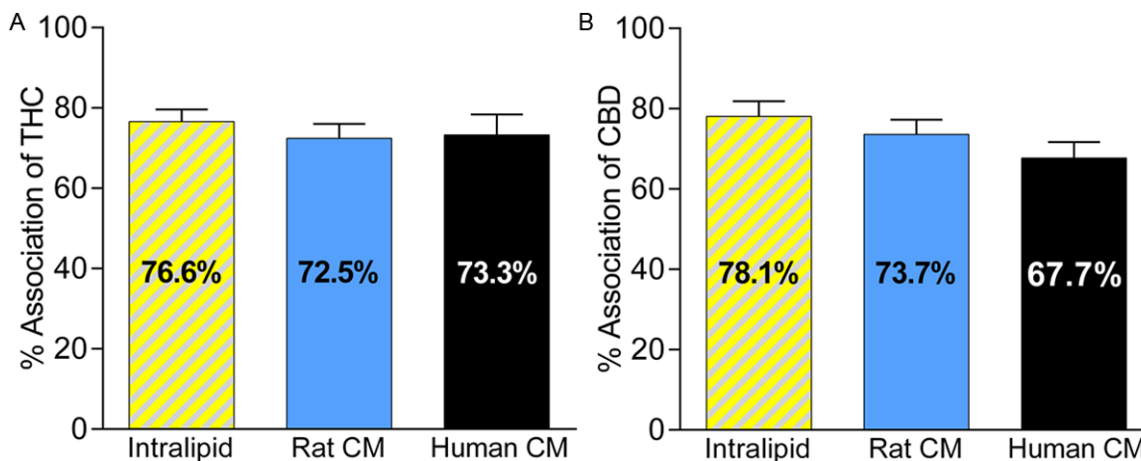 A
% Association of THC
100
80
60
40
20
0
76.6%
72.5%
73.3%
Intralipid
Rat CM
Human CM
B
% Association of CBD
100
80
60
40
20
0
78.1%
73.7%
67.7%
Intralipid
Rat CM
Human CM